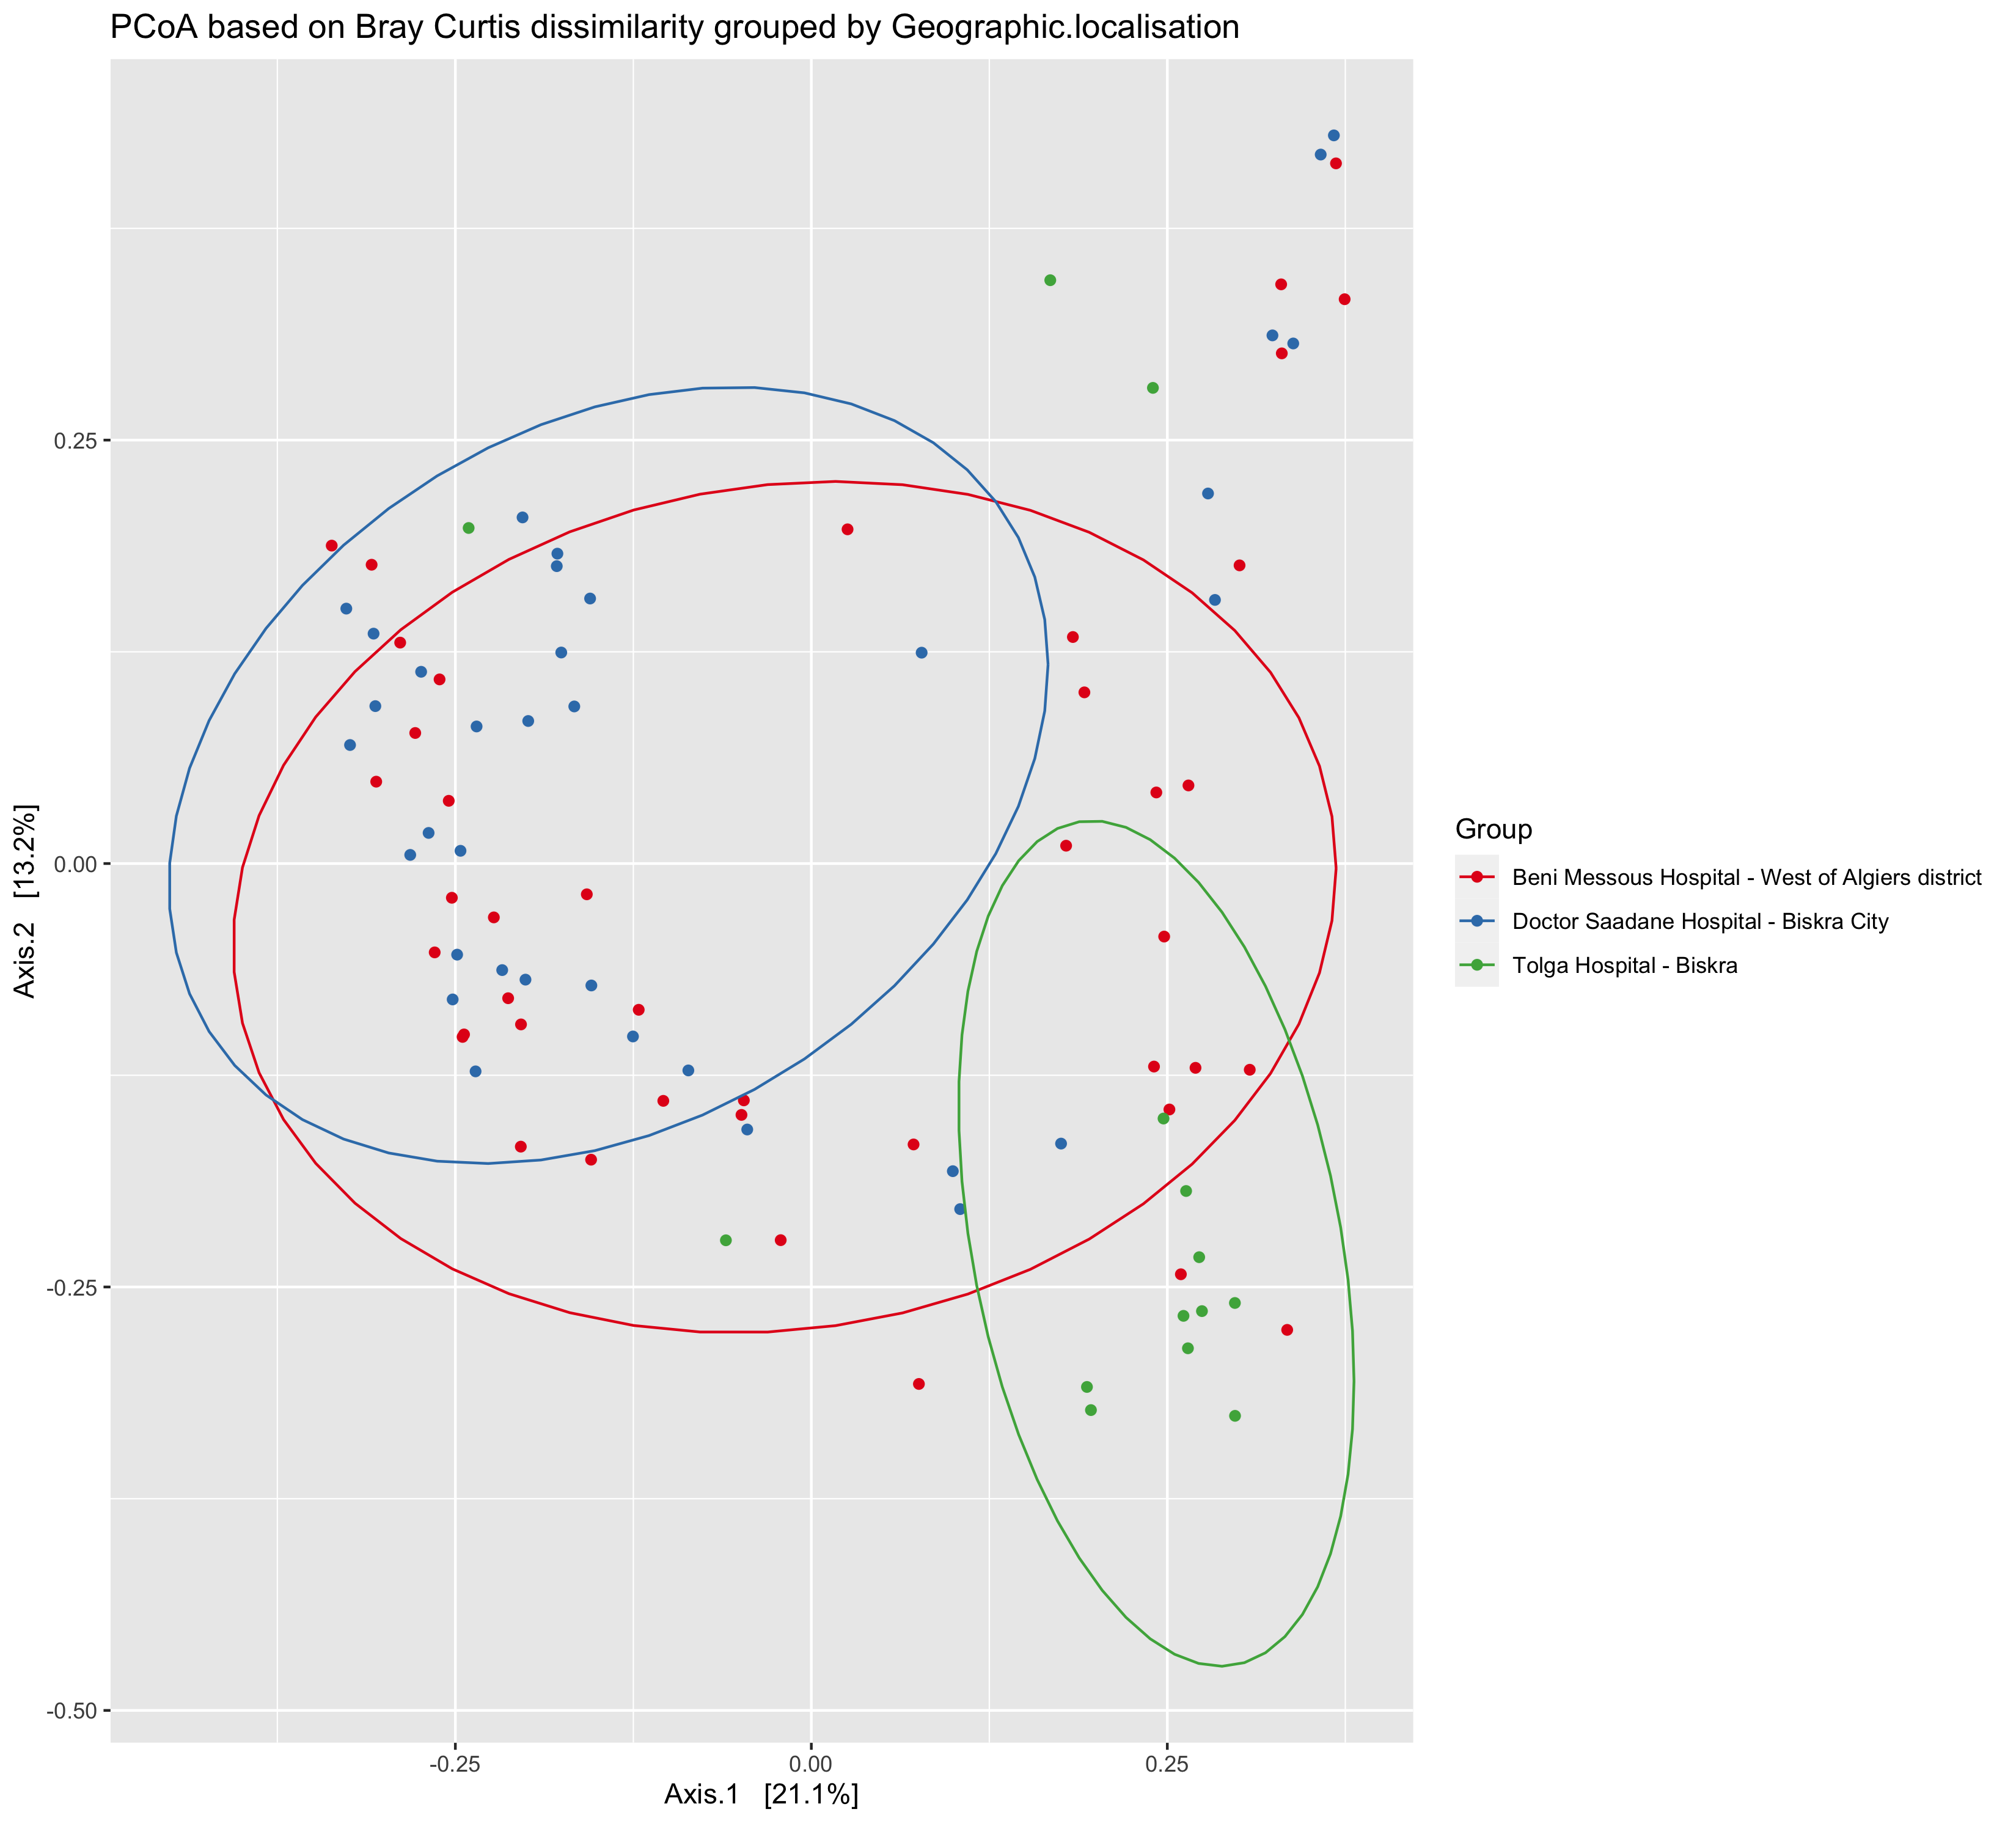 PCoA based on Bray Curtis dissimilarity grouped by Geographic.localisation
Axis.2 [13.2%]
0.25
0.00
-0.25
-0.50
-0.25
0.00
0.25
Axis.1 [21.1%]
Group
Beni Messous Hospital - West of Algiers district
Doctor Saadane Hospital - Biskra City
Tolga Hospital - Biskra